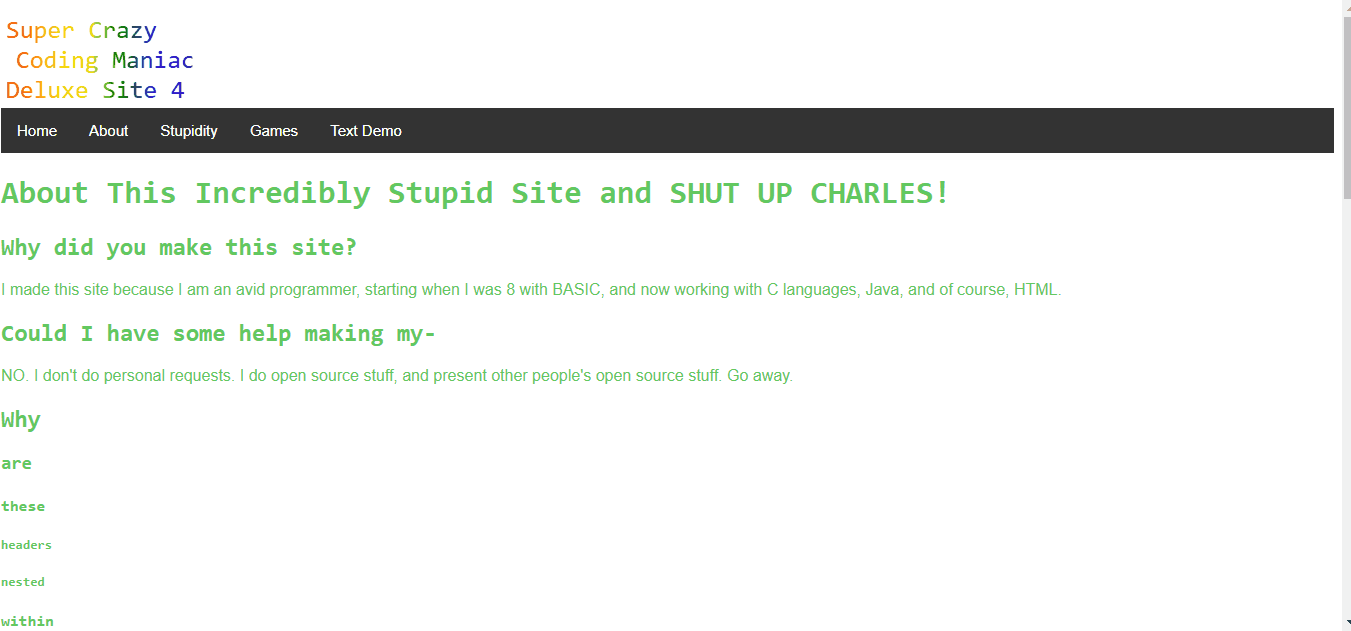 Super Crazy
Coding Maniac
Deluxe Site 4
Home About Stupidity Games Text Demo
About This Incredibly Stupid Site and SHUT UP CHARLES!
Why did you make this site?
I made this site because I am an avid programmer, starting when I was 8 with BASIC, and now working with C languages, Java, and of course, HTML.
Could I have some help making my-
NO. I don't do personal requests. I do open source stuff, and present other people's open source stuff. Go away.
Why
are
these
headers
nested
within